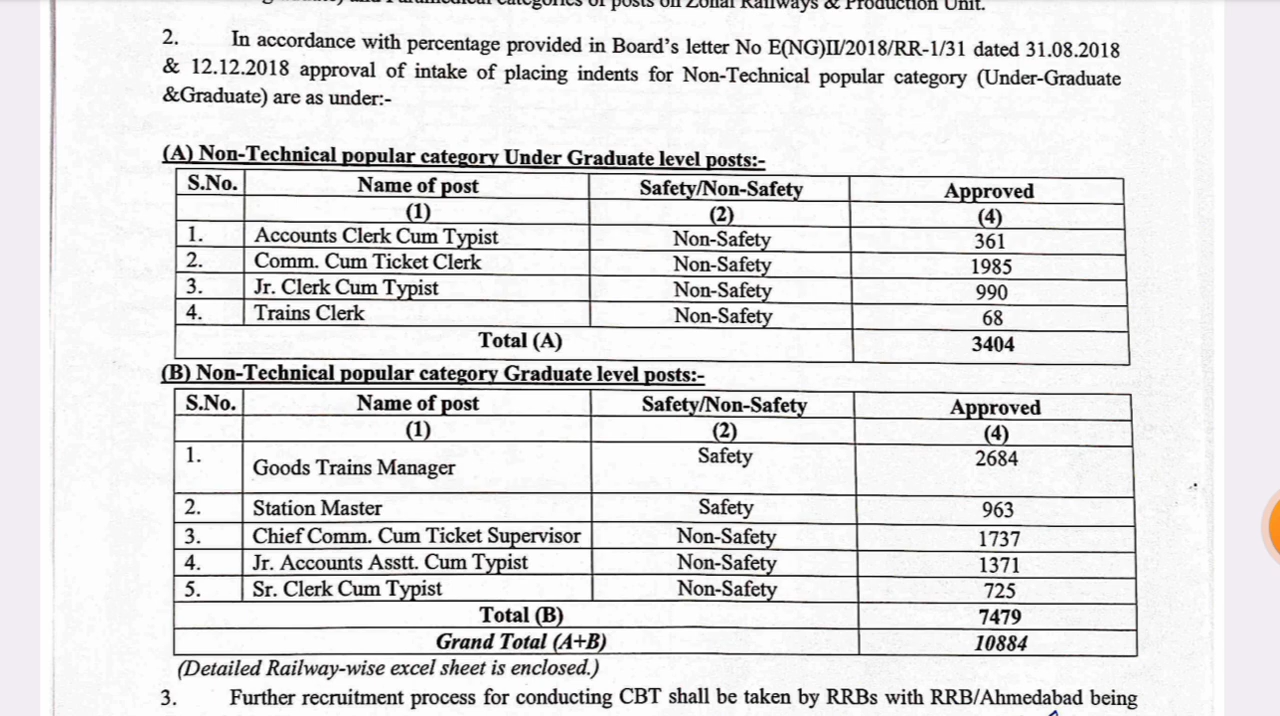 categories of posts on Zonal Railways & Production Unit.
2. In accordance with percentage provided in Board's letter No E(NG)II/2018/RR-1/31 dated 31.08.2018
& 12.12.2018 approval of intake of placing indents for Non-Technical popular category (Under-Graduate
&Graduate) are as under:-
(A) Non-Technical popular category Under Graduate level posts:-
S.No. Name of post Safety/Non-Safety Approved
(1) (2) (4)
1. Accounts Clerk Cum Typist Non-Safety 361
2. Comm. Cum Ticket Clerk Non-Safety 1985
3. Jr. Clerk Cum Typist Non-Safety 990
4. Trains Clerk Non-Safety 68
Total (A) 3404
(B) Non-Technical popular category Graduate level posts:-
S.No. Name of post Safety/Non-Safety Approved
(1) (2) (4)
1. Goods Trains Manager Safety 2684
2. Station Master Safety 963
3. Chief Comm. Cum Ticket Supervisor Non-Safety 1737
4. Jr. Accounts Asstt. Cum Typist Non-Safety 1371
5. Sr. Clerk Cum Typist Non-Safety 725
Total (B) 7479
Grand Total (A+B) 10884
(Detailed Railway-wise excel sheet is enclosed.)
3. Further recruitment process for conducting CBT shall be taken by RRBs with RRB/Ahmedabad being